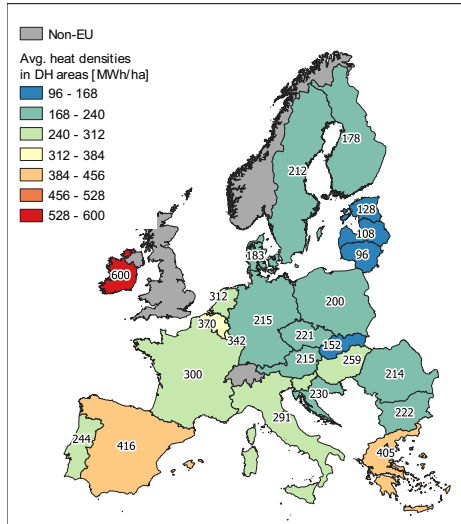 Non-EU
Avg. heat densities
in DH areas [MWh/ha]
96 - 168
168 - 240
240 - 312
312 - 384
384 - 456
456 - 528
528 - 600
178
212
128
108
96
183
600
312
200
370
215
221
342
152
215
259
300
214
230
222
291
244
416
405